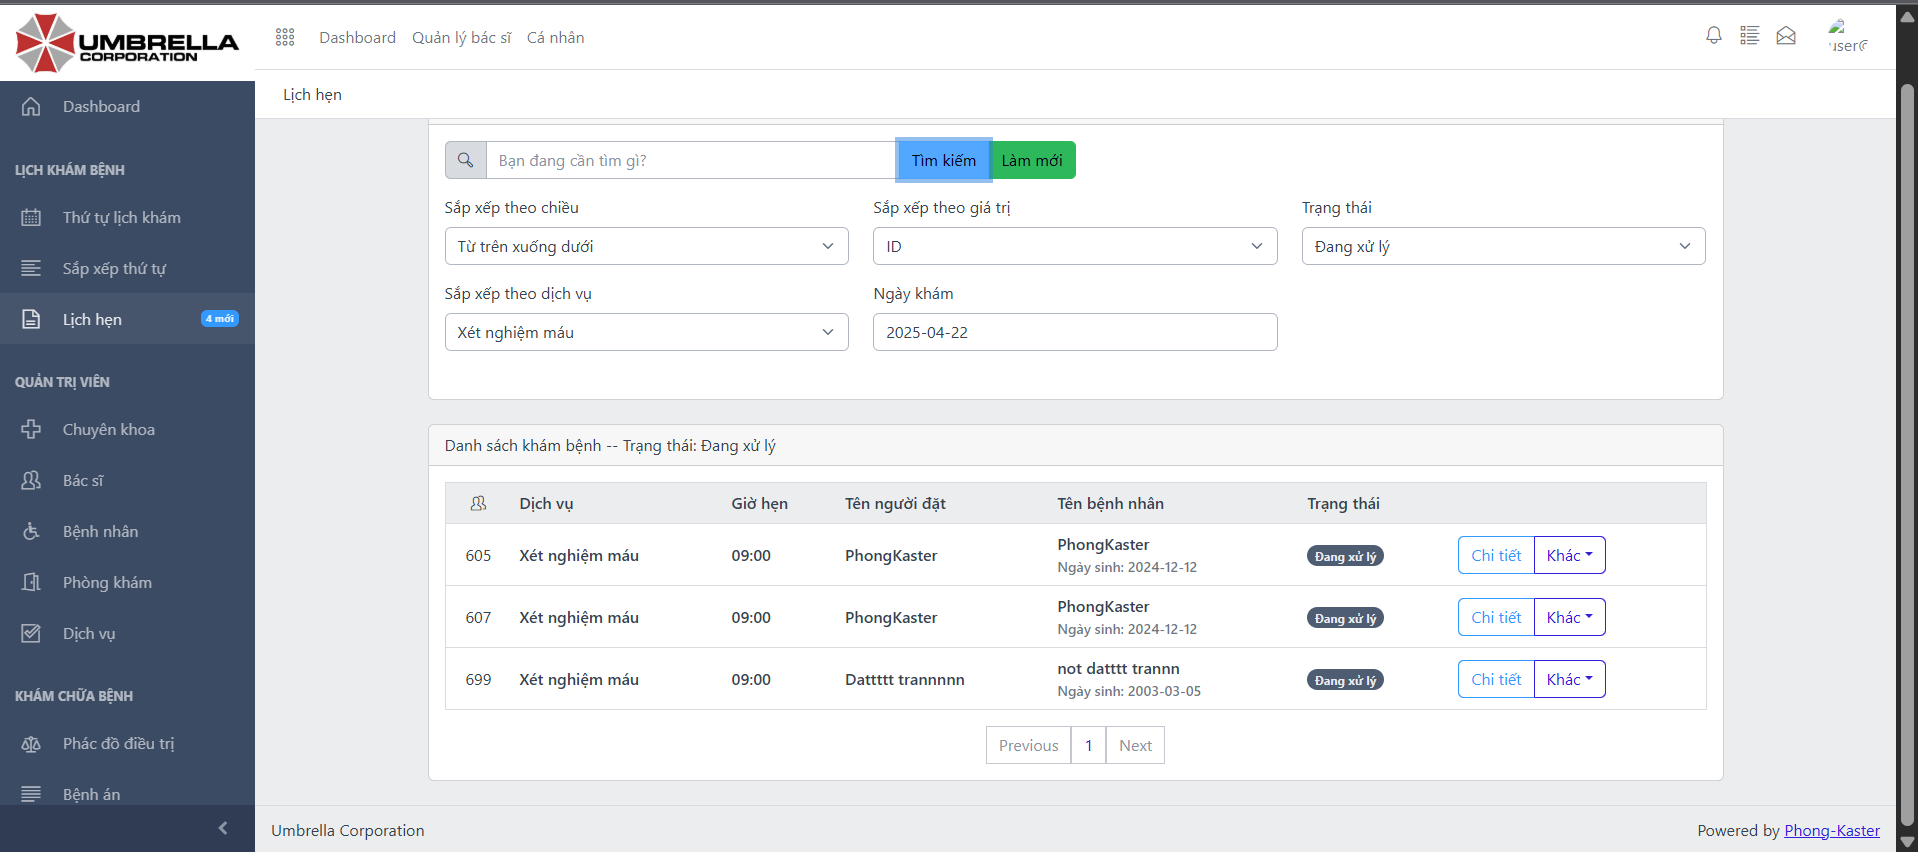 UMBRELLA
CORPORATION
Dashboard
Quản lý bác sĩ
Cá nhân
user
Dashboard
LỊCH KHÁM BỆNH
Thứ tự lịch khám
Sắp xếp thứ tự
Lịch hẹn
4 mới
QUẢN TRỊ VIÊN
Chuyên khoa
Bác sĩ
Bệnh nhân
Phòng khám
Dịch vụ
KHÁM CHỮA BỆNH
Phác đồ điều trị
Bệnh án
Lịch hẹn
Bạn đang cần tìm gì?
Tìm kiếm
Làm mới
Sắp xếp theo chiều
Sắp xếp theo giá trị
Trạng thái
Từ trên xuống dưới
ID
Đang xử lý
Sắp xếp theo dịch vụ
Ngày khám
Xét nghiệm máu
2025-04-22
Danh sách khám bệnh -- Trạng thái: Đang xử lý
Dịch vụ Giờ hẹn Tên người đặt Tên bệnh nhân Trạng thái
605 Xét nghiệm máu 09:00 PhongKaster PhongKaster Đang xử lý Chi tiết Khác
Ngày sinh: 2024-12-12
607 Xét nghiệm máu 09:00 PhongKaster PhongKaster Đang xử lý Chi tiết Khác
Ngày sinh: 2024-12-12
699 Xét nghiệm máu 09:00 Dattttt trannnnn not datttt trannn Đang xử lý Chi tiết Khác
Ngày sinh: 2003-03-05
Previous 1 Next
Umbrella Corporation
Powered by Phong-Kaster